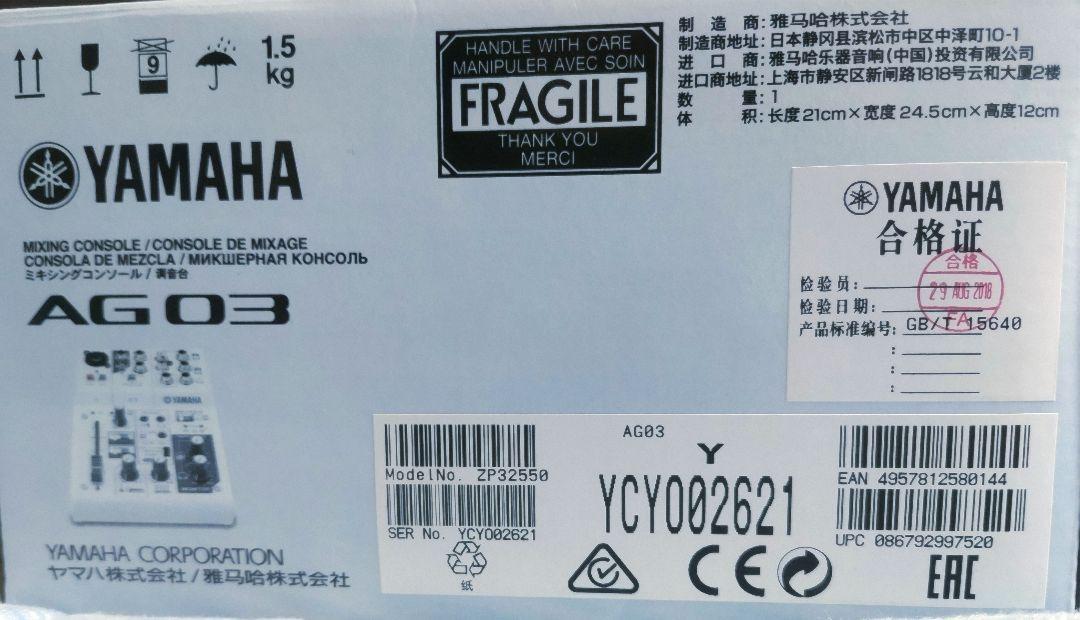 9
1.5
kg
HANDLE WITH CARE
MANIPULER AVEC SOIN
FRAGILE
THANK YOU
MERCI
制 造 商: 雅马哈株式会社
制造商地址: 日本静冈县滨松市中区中泽町10-1
进 口 商: 雅马哈乐器音响(中国)投资有限公司
进口商地址: 上海市静安区新闸路1818号云和大厦2楼
数 量: 1
体 积: 长度21cm×宽度24.5cm×高度12cm
YAMAHA
MIXING CONSOLE / CONSOLE DE MIXAGE
CONSOLA DE MEZCLA / МИКШЕРНАЯ КОНСОЛЬ
ミキシングコンソール / 调音台
AG03
YAMAHA
YAMAHA CORPORATION
ヤマハ株式会社 / 雅马哈株式会社
YAMAHA
合格证
合格
检验员:
29 AUG 2018
检验日期:
FA
产品标准编号: GB/T 15640
:
:
:
AG03
Y
YCY002621
ModelNo. ZP32550
SER No. YCY002621
纸
CE
EAN 4957812580144
UPC 086792997520
EAC